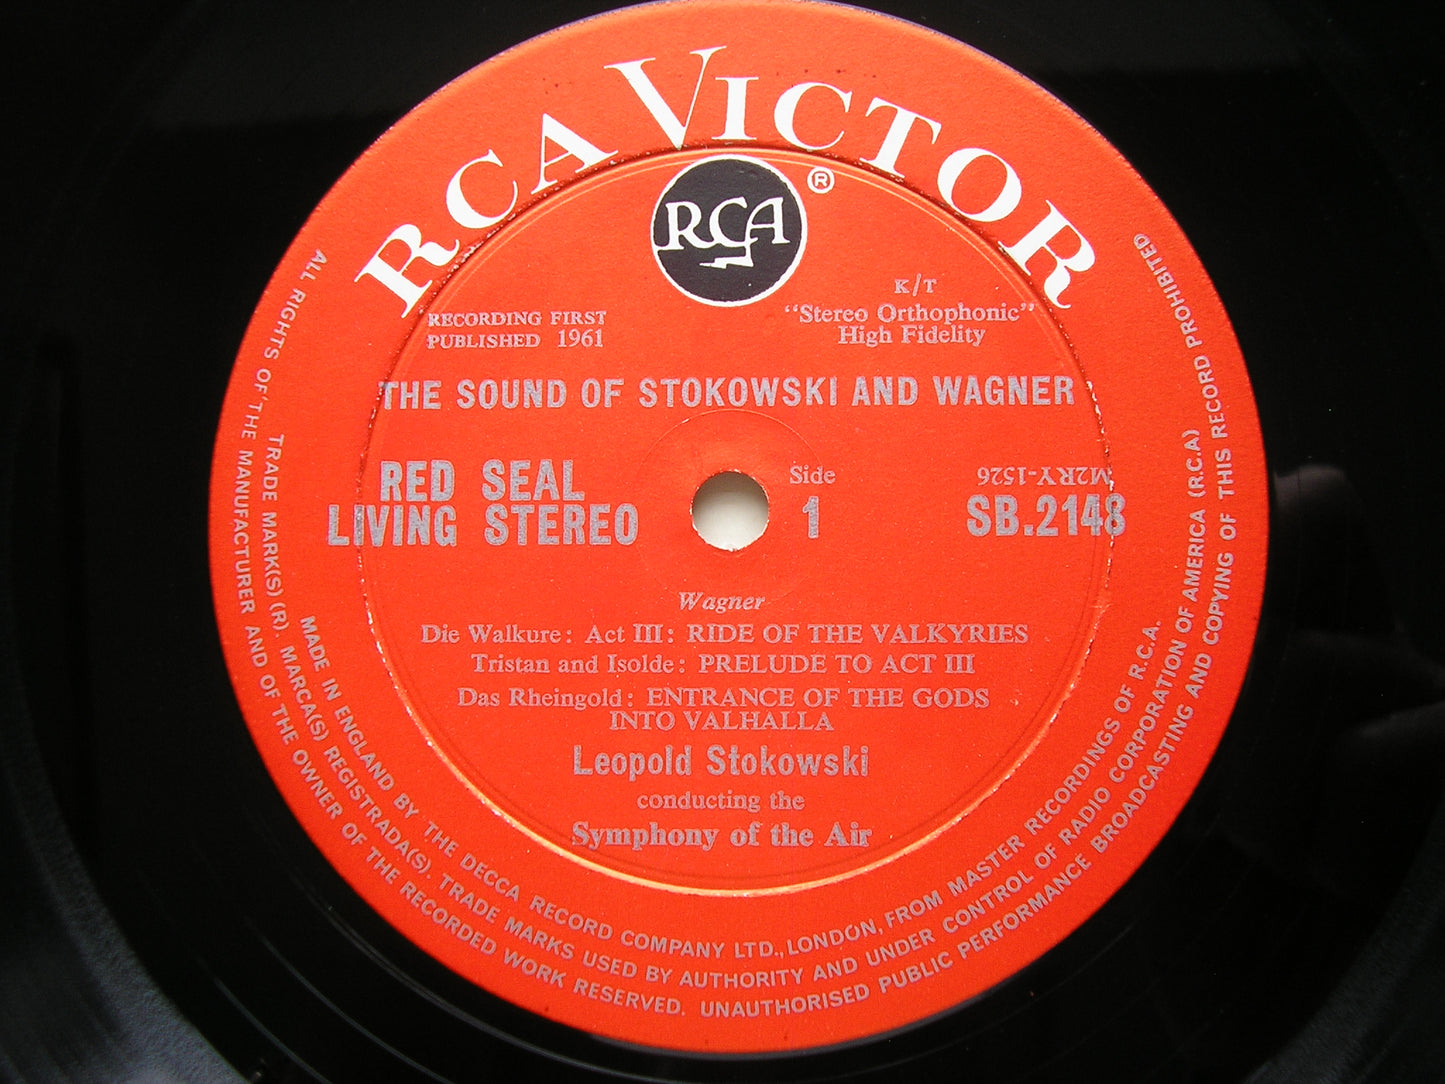 RCA VICTOR
RCA ®
K/T
RECORDING FIRST
PUBLISHED 1961
"Stereo Orthophonic"
High Fidelity
THE SOUND OF STOKOWSKI AND WAGNER
RED SEAL
LIVING STEREO
Side
1
M2RY-1526
SB.2148
Wagner
Die Walkure: Act III: RIDE OF THE VALKYRIES
Tristan and Isolde: PRELUDE TO ACT III
Das Rheingold: ENTRANCE OF THE GODS
INTO VALHALLA
Leopold Stokowski
conducting the
Symphony of the Air
MADE IN ENGLAND BY THE DECCA RECORD COMPANY LTD., LONDON, FROM MASTER RECORDINGS OF R.C.A.
TRADE MARK(S) (R). MARCA(S) REGISTRADA(S). TRADE MARKS USED BY AUTHORITY AND UNDER CONTROL OF RADIO CORPORATION OF AMERICA (R.C.A)
ALL RIGHTS OF THE MANUFACTURER AND OF THE OWNER OF THE RECORDED WORK RESERVED. UNAUTHORISED PUBLIC PERFORMANCE BROADCASTING AND COPYING OF THIS RECORD PROHIBITED